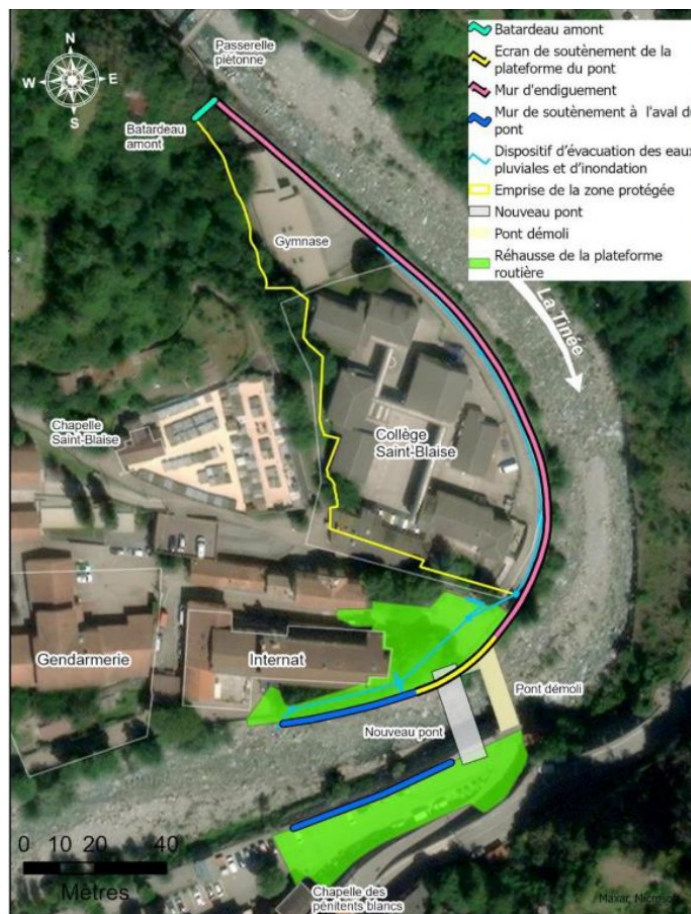 N
W
E
S
Passerelle
piétonne
Batardeau
amont
Gymnase
Batardeau amont
Ecran de soutènement de la
plateforme du pont
Mur d'endiguement
Mur de soutènement à l'aval du
pont
Dispositif d'évacuation des eaux
pluviales et d'inondation
Emprise de la zone protégée
Nouveau pont
Pont démoli
Réhausse de la plateforme
routière
La Tinée
Chapelle
Saint-Blaise
Collège
Saint-Blaise
Gendarmerie
Internat
Pont démoli
Nouveau pont
0 10 20 40
Mètres
Chapelle des
pénitents blancs
Maxar, Microsoft